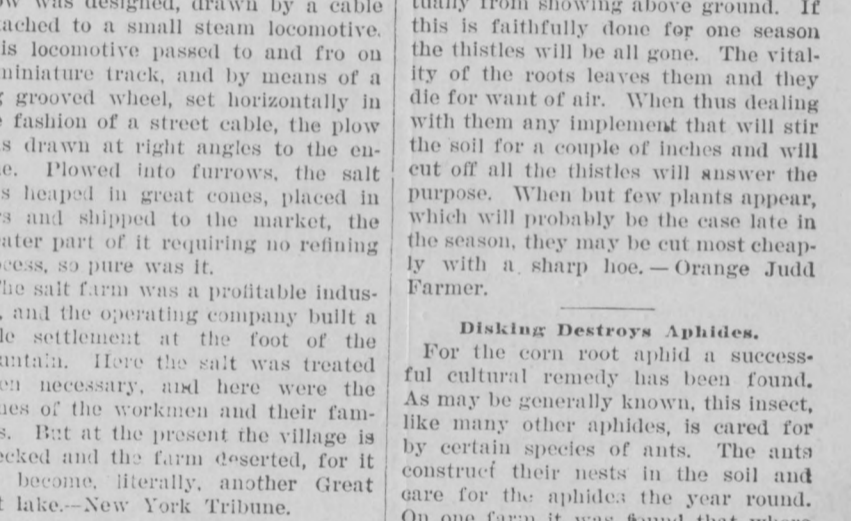 was designed, drawn by a cable
to a small steam locomotive.
locomotive passed to and fro on
miniature track, and by means of a
grooved wheel, set horizontally in
fashion of a street cable, the plow
drawn at right angles to the en-
Plowed into furrows, the salt
heaped in great cones, placed in
and shipped to the market, the
part of it requiring no refining
so pure was it.
The salt farm was a profitable indus-
and the operating company built a
settlement at the foot of the
Here the salt was treated
necessary, and here were the
of the workmen and their fam-
But at the present the village is
and the farm deserted, for it
become, literally, another Great
lake.—New York Tribune.
from showing above ground. If
this is faithfully done for one season
the thistles will be all gone. The vital-
ity of the roots leaves them and they
die for want of air. When thus dealing
with them any implement that will stir
the soil for a couple of inches and will
cut off all the thistles will answer the
purpose. When but few plants appear,
which will probably be the case late in
the season, they may be cut most cheap-
ly with a sharp hoe. — Orange Judd
Farmer.
Disking Destroys Aphides.
For the corn root aphid a success-
ful cultural remedy has been found.
As may be generally known, this insect,
like many other aphides, is cared for
by certain species of ants. The ants
construct their nests in the soil and
care for the aphides the year round.
On one farm it was found that